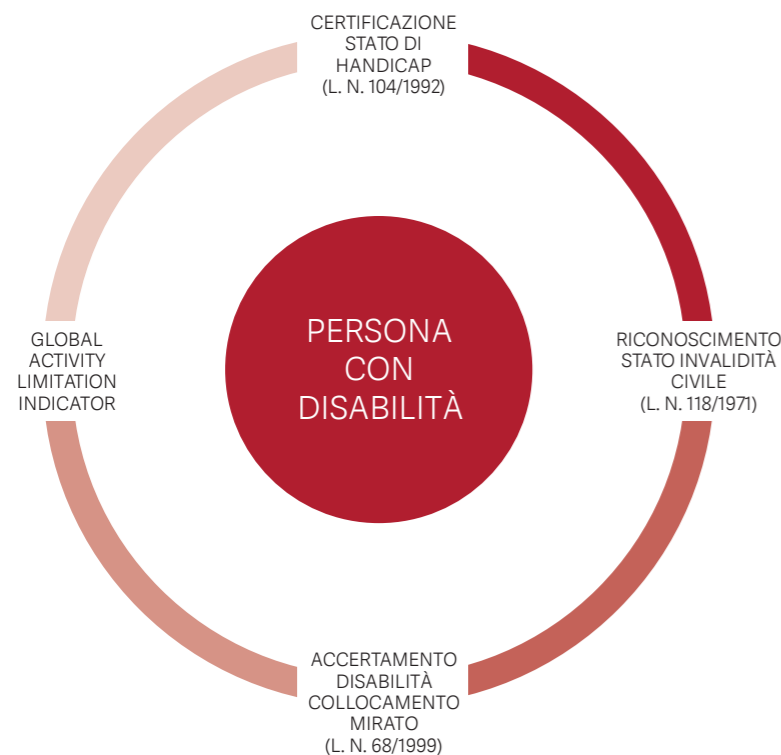 CERTIFICAZIONE
STATO DI
HANDICAP
(L. N. 104/1992)
PERSONA
CON
DISABILITÀ
GLOBAL
ACTIVITY
LIMITATION
INDICATOR
RICONOSCIMENTO
STATO INVALIDITÀ
CIVILE
(L. N. 118/1971)
ACCERTAMENTO
DISABILITÀ
COLLOCAMENTO
MIRATO
(L. N. 68/1999)